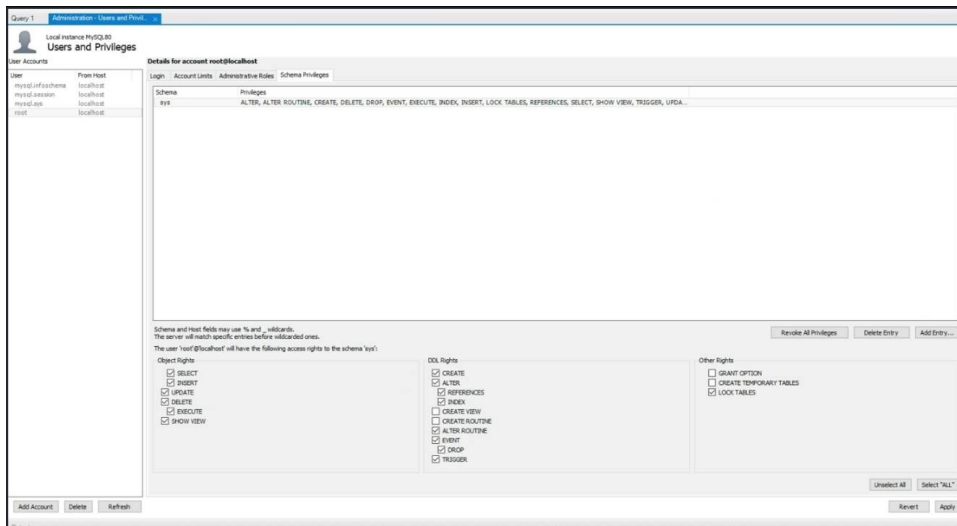 Query 1 Administration - Users and Privil.. x
Local instance MySQL80
Users and Privileges
User Accounts
User From Host
mysql.infoschema localhost
mysql.session localhost
mysql.sys localhost
root localhost
Details for account root@localhost
Login Account Limits Administrative Roles Schema Privileges
Schema Privileges
sys ALTER, ALTER ROUTINE, CREATE, DELETE, DROP, EVENT, EXECUTE, INDEX, INSERT, LOCK TABLES, REFERENCES, SELECT, SHOW VIEW, TRIGGER, UPDA...
Schema and Host fields may use % and _ wildcards.
The server will match specific entries before wildcarded ones.
Revoke All Privileges Delete Entry Add Entry...
The user 'root'@'localhost' will have the following access rights to the schema 'sys':
Object Rights
SELECT
INSERT
UPDATE
DELETE
EXECUTE
SHOW VIEW
DDL Rights
CREATE
ALTER
REFERENCES
INDEX
CREATE VIEW
CREATE ROUTINE
ALTER ROUTINE
EVENT
DROP
TRIGGER
Other Rights
GRANT OPTION
CREATE TEMPORARY TABLES
LOCK TABLES
Unselect All Select "ALL"
Add Account Delete Refresh Revert Apply